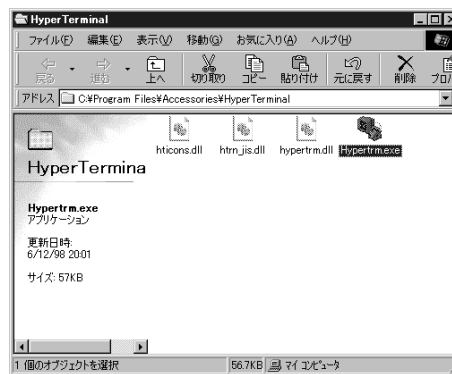 HyperTerminal
ファイル(F) 編集(E) 表示(V) 移動(G) お気に入り(A) ヘルプ(H)
戻る 進む 上へ 切り取り コピー 貼り付け 元に戻す 削除 プロパ
アドレス C:¥Program Files¥Accessories¥HyperTerminal
hticons.dll htrn_jis.dll hypertrm.dll Hypertrm.exe
HyperTermina
Hypertrm.exe
アプリケーション
更新日時:
6/12/98 20:01
サイズ: 57KB
1 個のオブジェクトを選択 56.7KB マイ コンピュータ